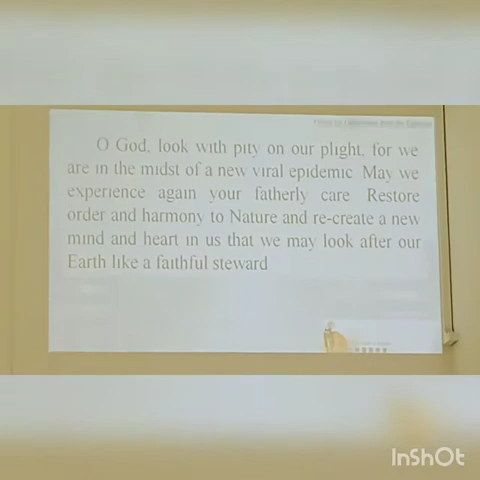 O God, look with pity on our plight, for we
are in the midst of a new viral epidemic May we
experience again your fatherly care Restore
order and harmony to Nature and re-create a new
mind and heart in us that we may look after our
Earth like a faithful steward
InShOt